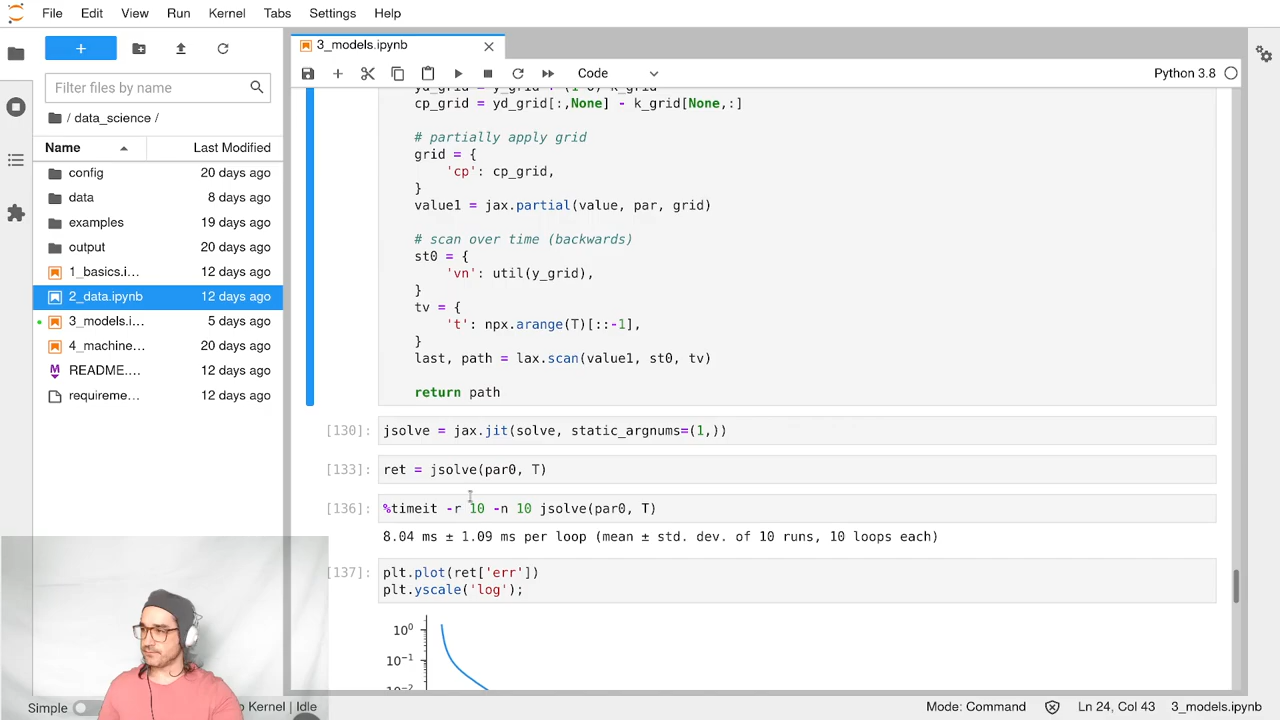 File Edit View Run Kernel Tabs Settings Help
3_models.ipynb
Code
Python 3.8
Filter files by name
/ data_science /
Name Last Modified
config 20 days ago
data 8 days ago
examples 19 days ago
output 20 days ago
1_basics.i... 12 days ago
2_data.ipynb 12 days ago
3_models.i... 5 days ago
4_machine... 20 days ago
README.... 12 days ago
requireme... 12 days ago
cp_grid = yd_grid[:,None] - k_grid[None,:]
# partially apply grid
grid = {
'cp': cp_grid,
}
value1 = jax.partial(value, par, grid)
# scan over time (backwards)
st0 = {
'vn': util(y_grid),
}
tv = {
't': npx.arange(T)[::-1],
}
last, path = lax.scan(value1, st0, tv)
return path
[130]: jsolve = jax.jit(solve, static_argnums=(1,))
[133]: ret = jsolve(par0, T)
[136]: %timeit -r 10 -n 10 jsolve(par0, T)
8.04 ms ± 1.09 ms per loop (mean ± std. dev. of 10 runs, 10 loops each)
[137]: plt.plot(ret['err'])
plt.yscale('log');
10⁰
10⁻¹
10⁻²
Simple Kernel | Idle
Mode: Command
Ln 24, Col 43
3_models.ipynb